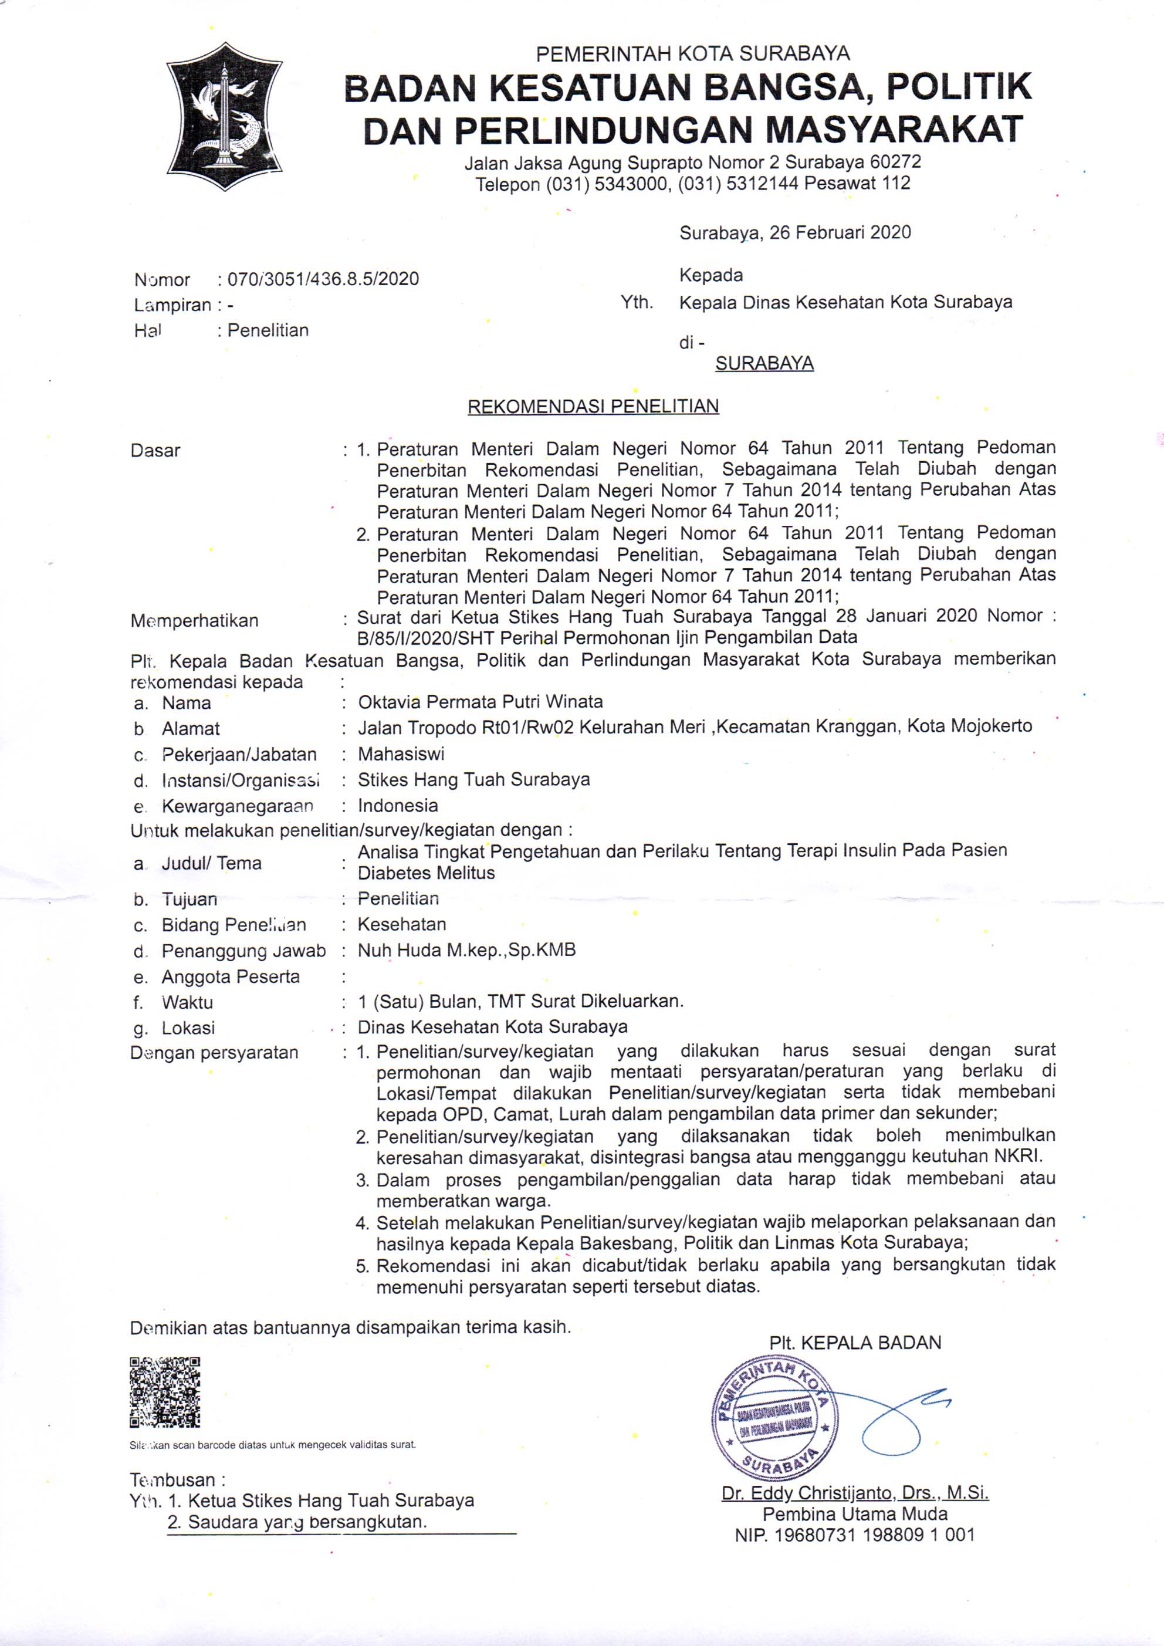 PEMERINTAH KOTA SURABAYA
BADAN KESATUAN BANGSA, POLITIK
DAN PERLINDUNGAN MASYARAKAT
Jalan Jaksa Agung Suprapto Nomor 2 Surabaya 60272
Telepon (031) 5343000, (031) 5312144 Pesawat 112
Surabaya, 26 Februari 2020
Nomor : 070/3051/436.8.5/2020
Lampiran : -
Hal : Penelitian
Kepada
Yth. Kepala Dinas Kesehatan Kota Surabaya
di -
SURABAYA
REKOMENDASI PENELITIAN
Dasar : 1. Peraturan Menteri Dalam Negeri Nomor 64 Tahun 2011 Tentang Pedoman
Penerbitan Rekomendasi Penelitian, Sebagaimana Telah Diubah dengan
Peraturan Menteri Dalam Negeri Nomor 7 Tahun 2014 tentang Perubahan Atas
Peraturan Menteri Dalam Negeri Nomor 64 Tahun 2011;
2. Peraturan Menteri Dalam Negeri Nomor 64 Tahun 2011 Tentang Pedoman
Penerbitan Rekomendasi Penelitian, Sebagaimana Telah Diubah dengan
Peraturan Menteri Dalam Negeri Nomor 7 Tahun 2014 tentang Perubahan Atas
Peraturan Menteri Dalam Negeri Nomor 64 Tahun 2011;
Memperhatikan : Surat dari Ketua Stikes Hang Tuah Surabaya Tanggal 28 Januari 2020 Nomor :
B/85/I/2020/SHT Perihal Permohonan Ijin Pengambilan Data
Plt. Kepala Badan Kesatuan Bangsa, Politik dan Perlindungan Masyarakat Kota Surabaya memberikan
rekomendasi kepada :
a. Nama : Oktavia Permata Putri Winata
b Alamat : Jalan Tropodo Rt01/Rw02 Kelurahan Meri ,Kecamatan Kranggan, Kota Mojokerto
c. Pekerjaan/Jabatan : Mahasiswi
d. Instansi/Organisasi : Stikes Hang Tuah Surabaya
e. Kewarganegaraan : Indonesia
Untuk melakukan penelitian/survey/kegiatan dengan :
a. Judul/ Tema : Analisa Tingkat Pengetahuan dan Perilaku Tentang Terapi Insulin Pada Pasien
Diabetes Melitus
b. Tujuan : Penelitian
c. Bidang Penelitian : Kesehatan
d. Penanggung Jawab : Nuh Huda M.kep.,Sp.KMB
e. Anggota Peserta :
f. Waktu : 1 (Satu) Bulan, TMT Surat Dikeluarkan.
g. Lokasi : Dinas Kesehatan Kota Surabaya
Dengan persyaratan : 1. Penelitian/survey/kegiatan yang dilakukan harus sesuai dengan surat
permohonan dan wajib mentaati persyaratan/peraturan yang berlaku di
Lokasi/Tempat dilakukan Penelitian/survey/kegiatan serta tidak membebani
kepada OPD, Camat, Lurah dalam pengambilan data primer dan sekunder;
2. Penelitian/survey/kegiatan yang dilaksanakan tidak boleh menimbulkan
keresahan dimasyarakat, disintegrasi bangsa atau mengganggu keutuhan NKRI.
3. Dalam proses pengambilan/penggalian data harap tidak membebani atau
memberatkan warga.
4. Setelah melakukan Penelitian/survey/kegiatan wajib melaporkan pelaksanaan dan
hasilnya kepada Kepala Bakesbang, Politik dan Linmas Kota Surabaya;
5. Rekomendasi ini akan dicabut/tidak berlaku apabila yang bersangkutan tidak
memenuhi persyaratan seperti tersebut diatas.
Demikian atas bantuannya disampaikan terima kasih.
Plt. KEPALA BADAN
PEMERINTAH KOTA
BADAN KESATUAN BANGSA, POLITIK
DAN PERLINDUNGAN MASYARAKAT
SURABAYA
Silahkan scan barcode diatas untuk mengecek validitas surat.
Dr. Eddy Christijanto, Drs., M.Si.
Pembina Utama Muda
NIP. 19680731 198809 1 001
Tembusan :
Yth. 1. Ketua Stikes Hang Tuah Surabaya
2. Saudara yang bersangkutan.